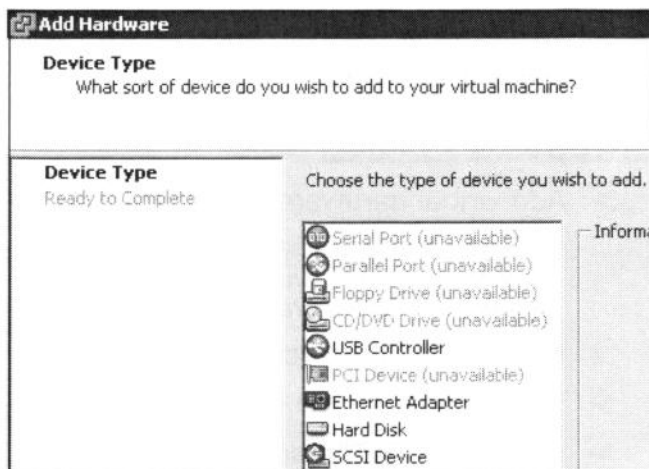 Add Hardware
Device Type
What sort of device do you wish to add to your virtual machine?
Device Type
Ready to Complete
Choose the type of device you wish to add.
Serial Port (unavailable)
Informa
Parallel Port (unavailable)
Floppy Drive (unavailable)
CD/DVD Drive (unavailable)
USB Controller
PCI Device (unavailable)
Ethernet Adapter
Hard Disk
SCSI Device